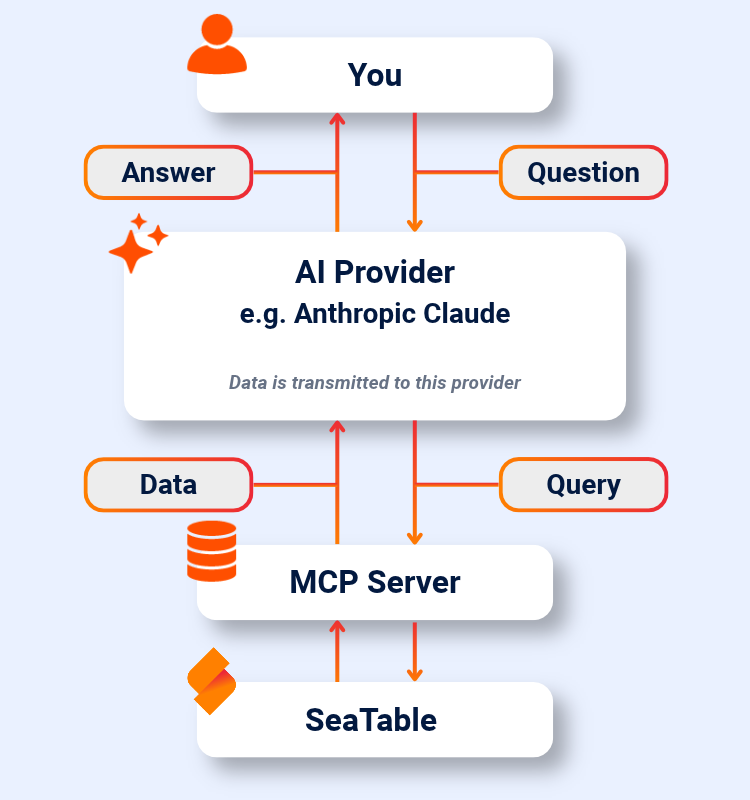 You
Answer
Question
AI Provider
e.g. Anthropic Claude
Data is transmitted to this provider
Data
Query
MCP Server
SeaTable